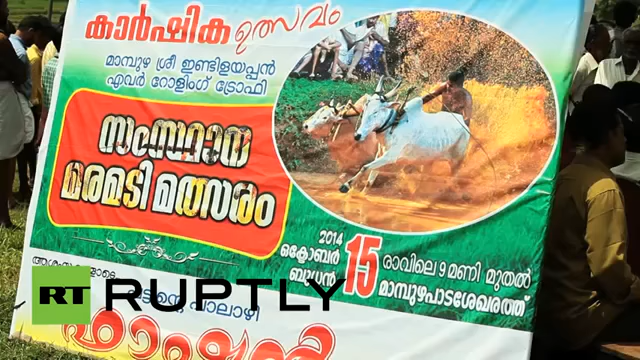 കാർഷിക ഉത്സവം
മാമ്പുഴ ശ്രീ ഇണ്ടിളയപ്പൻ
എവർ റോളിംഗ് ട്രോഫി
സംസ്ഥാന
മരമടി മത്സരം
2014
ഒക്ടോബർ 15 രാവിലെ 9 മണി മുതൽ
ബുധൻ മാമ്പുഴപാടശേഖരത്ത്
പാലാഴി
RT RUPTLY